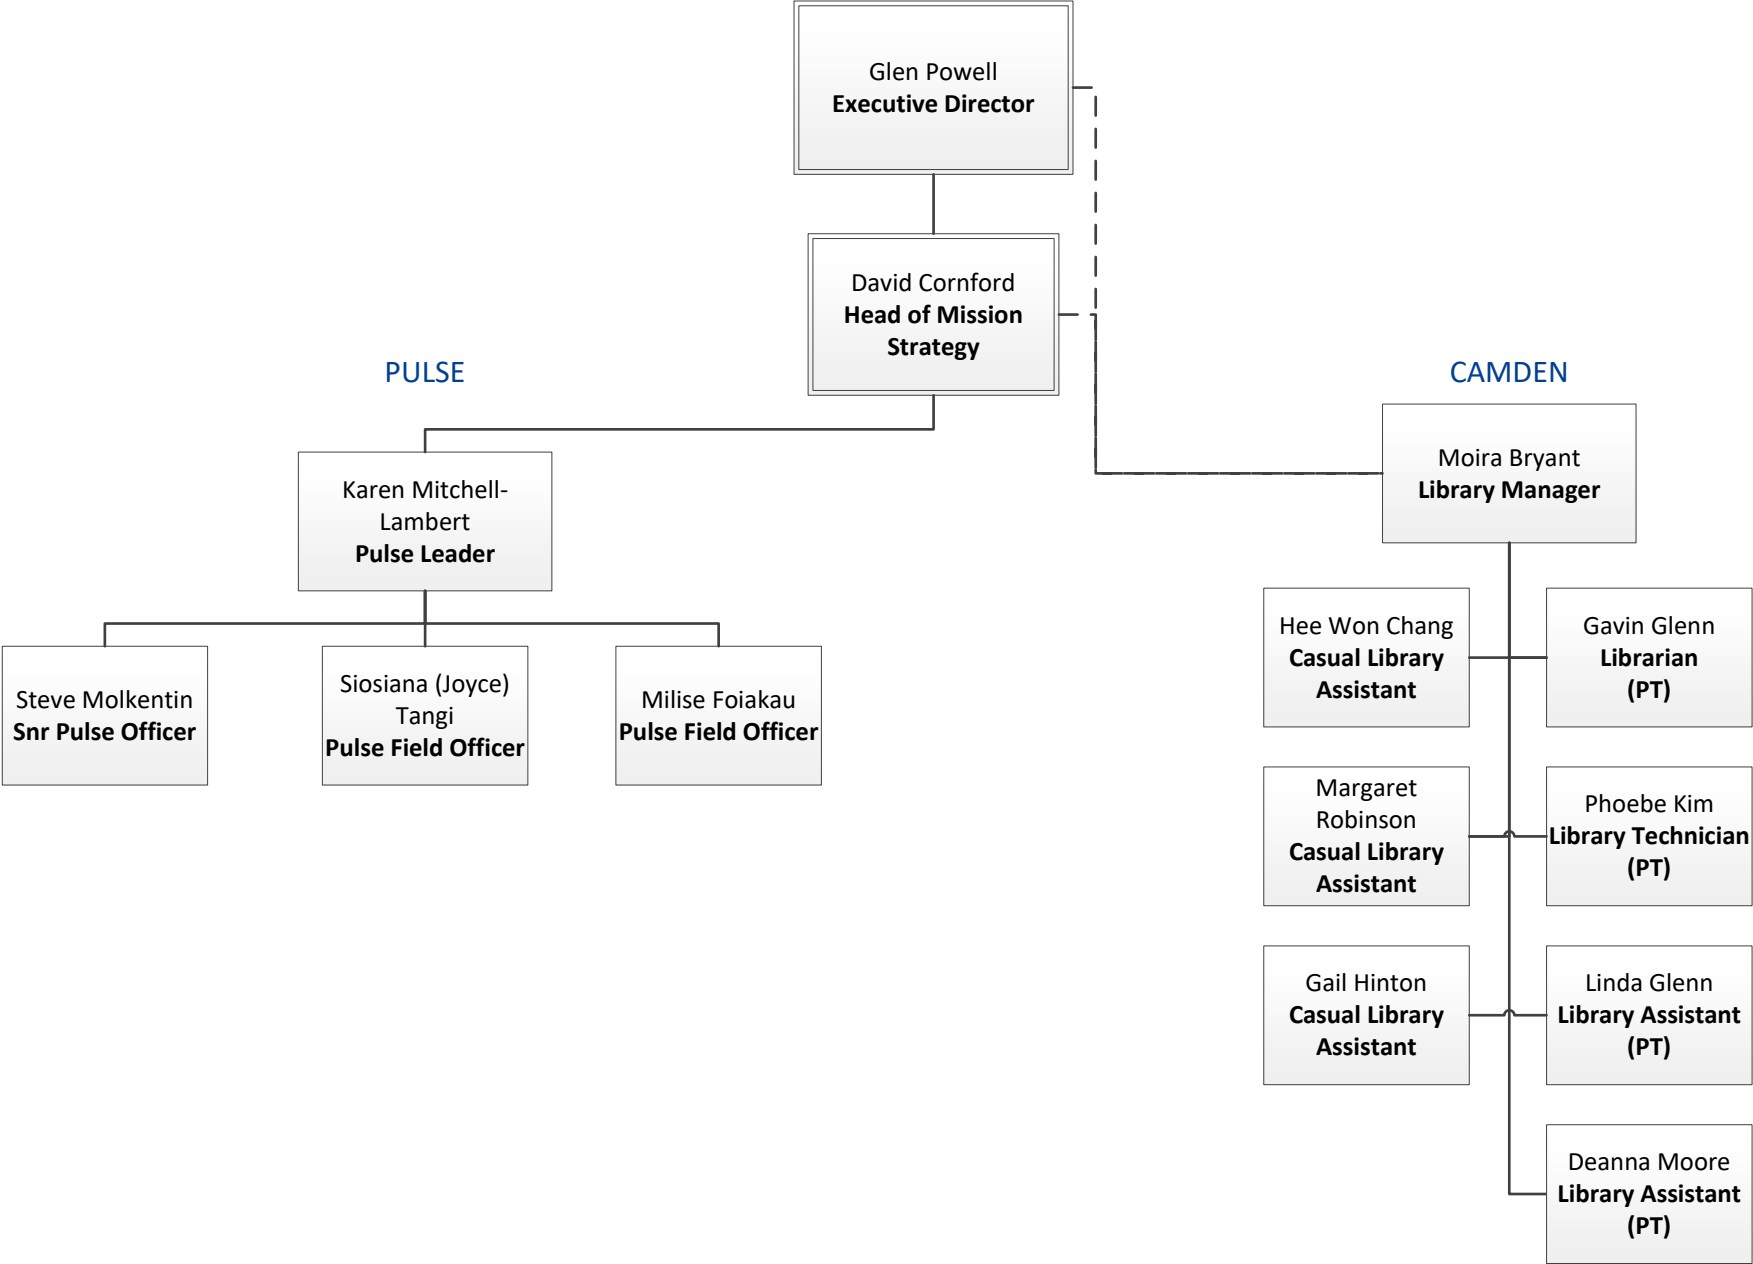 Glen Powell
Executive Director
David Cornford
Head of Mission
Strategy
PULSE
CAMDEN
Karen Mitchell-
Lambert
Pulse Leader
Moira Bryant
Library Manager
Steve Molkentin
Snr Pulse Officer
Siosiana (Joyce)
Tangi
Pulse Field Officer
Milise Foiakau
Pulse Field Officer
Hee Won Chang
Casual Library
Assistant
Gavin Glenn
Librarian
(PT)
Margaret
Robinson
Casual Library
Assistant
Phoebe Kim
Library Technician
(PT)
Gail Hinton
Casual Library
Assistant
Linda Glenn
Library Assistant
(PT)
Deanna Moore
Library Assistant
(PT)